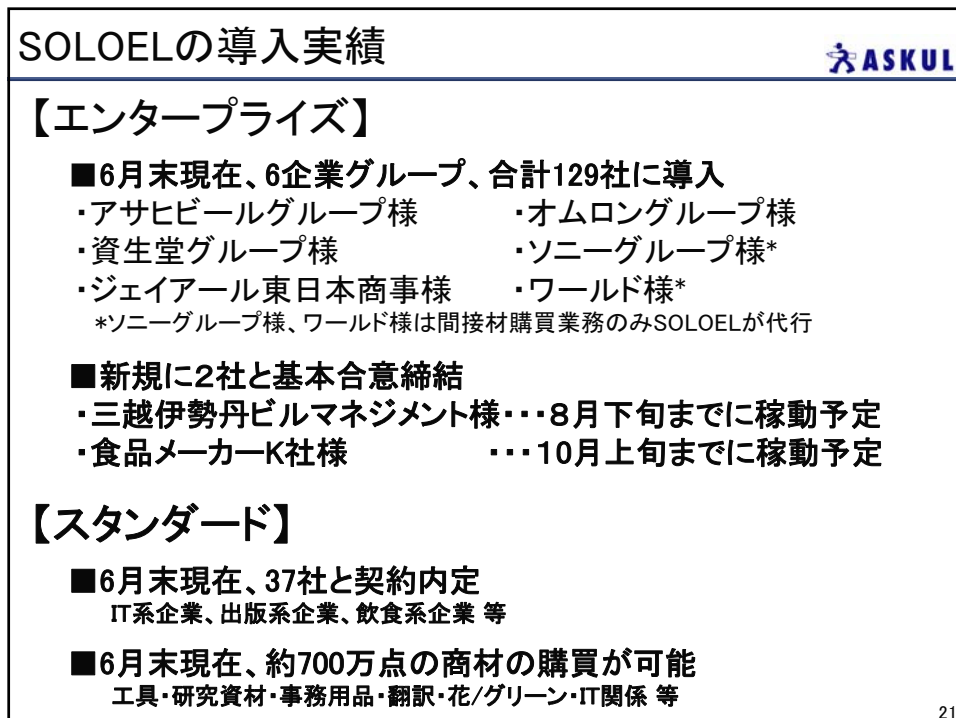 SOLOELの導入実績
ASKUL
【エンタープライズ】
■6月末現在、6企業グループ、合計129社に導入
・アサヒビールグループ様 ・オムロングループ様
・資生堂グループ様 ・ソニーグループ様*
・ジェイアール東日本商事様 ・ワールド様*
*ソニーグループ様、ワールド様は間接材購買業務のみSOLOELが代行
■新規に２社と基本合意締結
・三越伊勢丹ビルマネジメント様・・・８月下旬までに稼動予定
・食品メーカーK社様 ・・・10月上旬までに稼動予定
【スタンダード】
■6月末現在、37社と契約内定
IT系企業、出版系企業、飲食系企業 等
■6月末現在、約700万点の商材の購買が可能
工具・研究資材・事務用品・翻訳・花/グリーン・IT関係 等
21